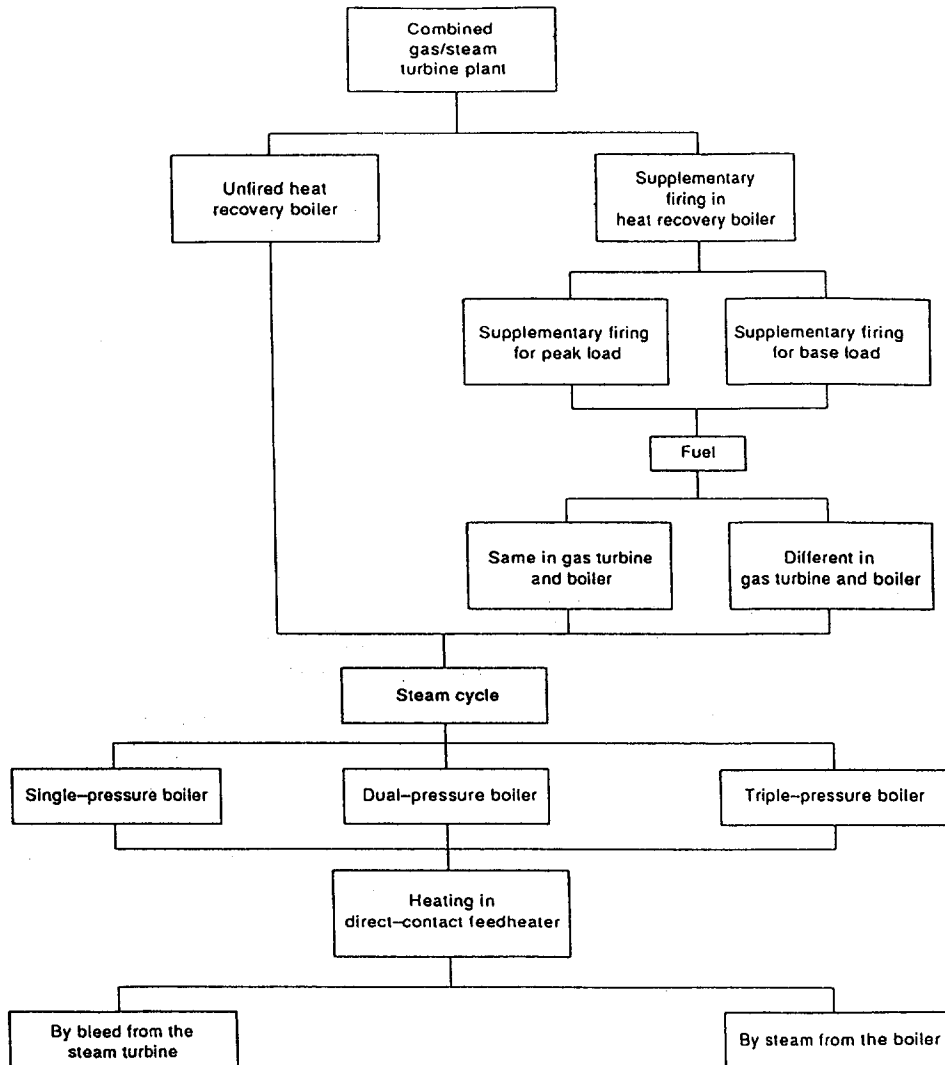 Combined
gas/steam
turbine plant
Unfired heat
recovery boiler
Supplementary
firing in
heat recovery boiler
Supplementary firing
for peak load
Supplementary firing
for base load
Fuel
Same in gas turbine
and boiler
Different in
gas turbine and boiler
Steam cycle
Single–pressure boiler
Dual–pressure boiler
Triple–pressure boiler
Heating in
direct–contact feedheater
By bleed from the
steam turbine
By steam from the boiler